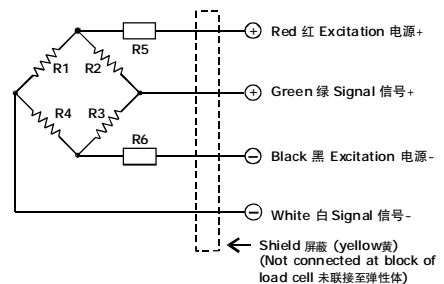 R5
Red 红 Excitation 电源+
R1
R2
Green 绿 Signal 信号+
R4
R3
R6
Black 黑 Excitation 电源-
White 白 Signal 信号-
Shield 屏蔽 (yellow黄)
(Not connected at block of
load cell 未联接至弹性体)